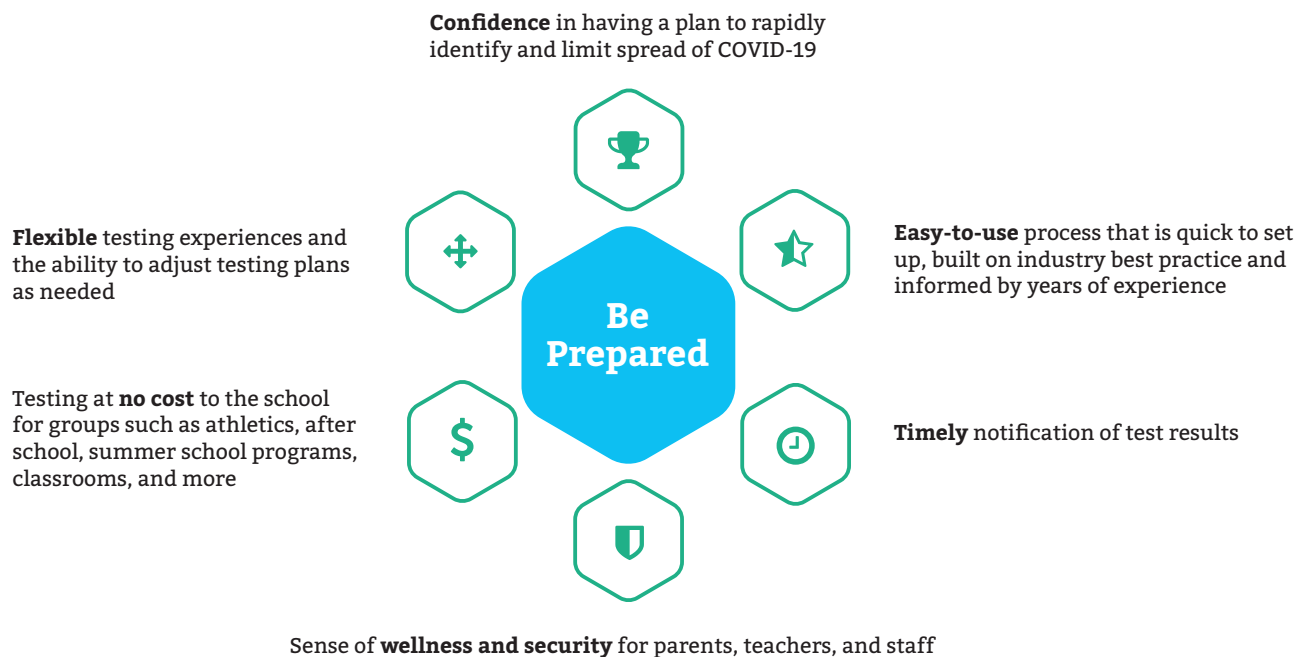 Confidence in having a plan to rapidly
identify and limit spread of COVID-19
Flexible testing experiences and
the ability to adjust testing plans
as needed
Easy-to-use process that is quick to set
up, built on industry best practice and
informed by years of experience
Be
Prepared
Testing at no cost to the school
for groups such as athletics, after
school, summer school programs,
classrooms, and more
$
Timely notification of test results
Sense of wellness and security for parents, teachers, and staff